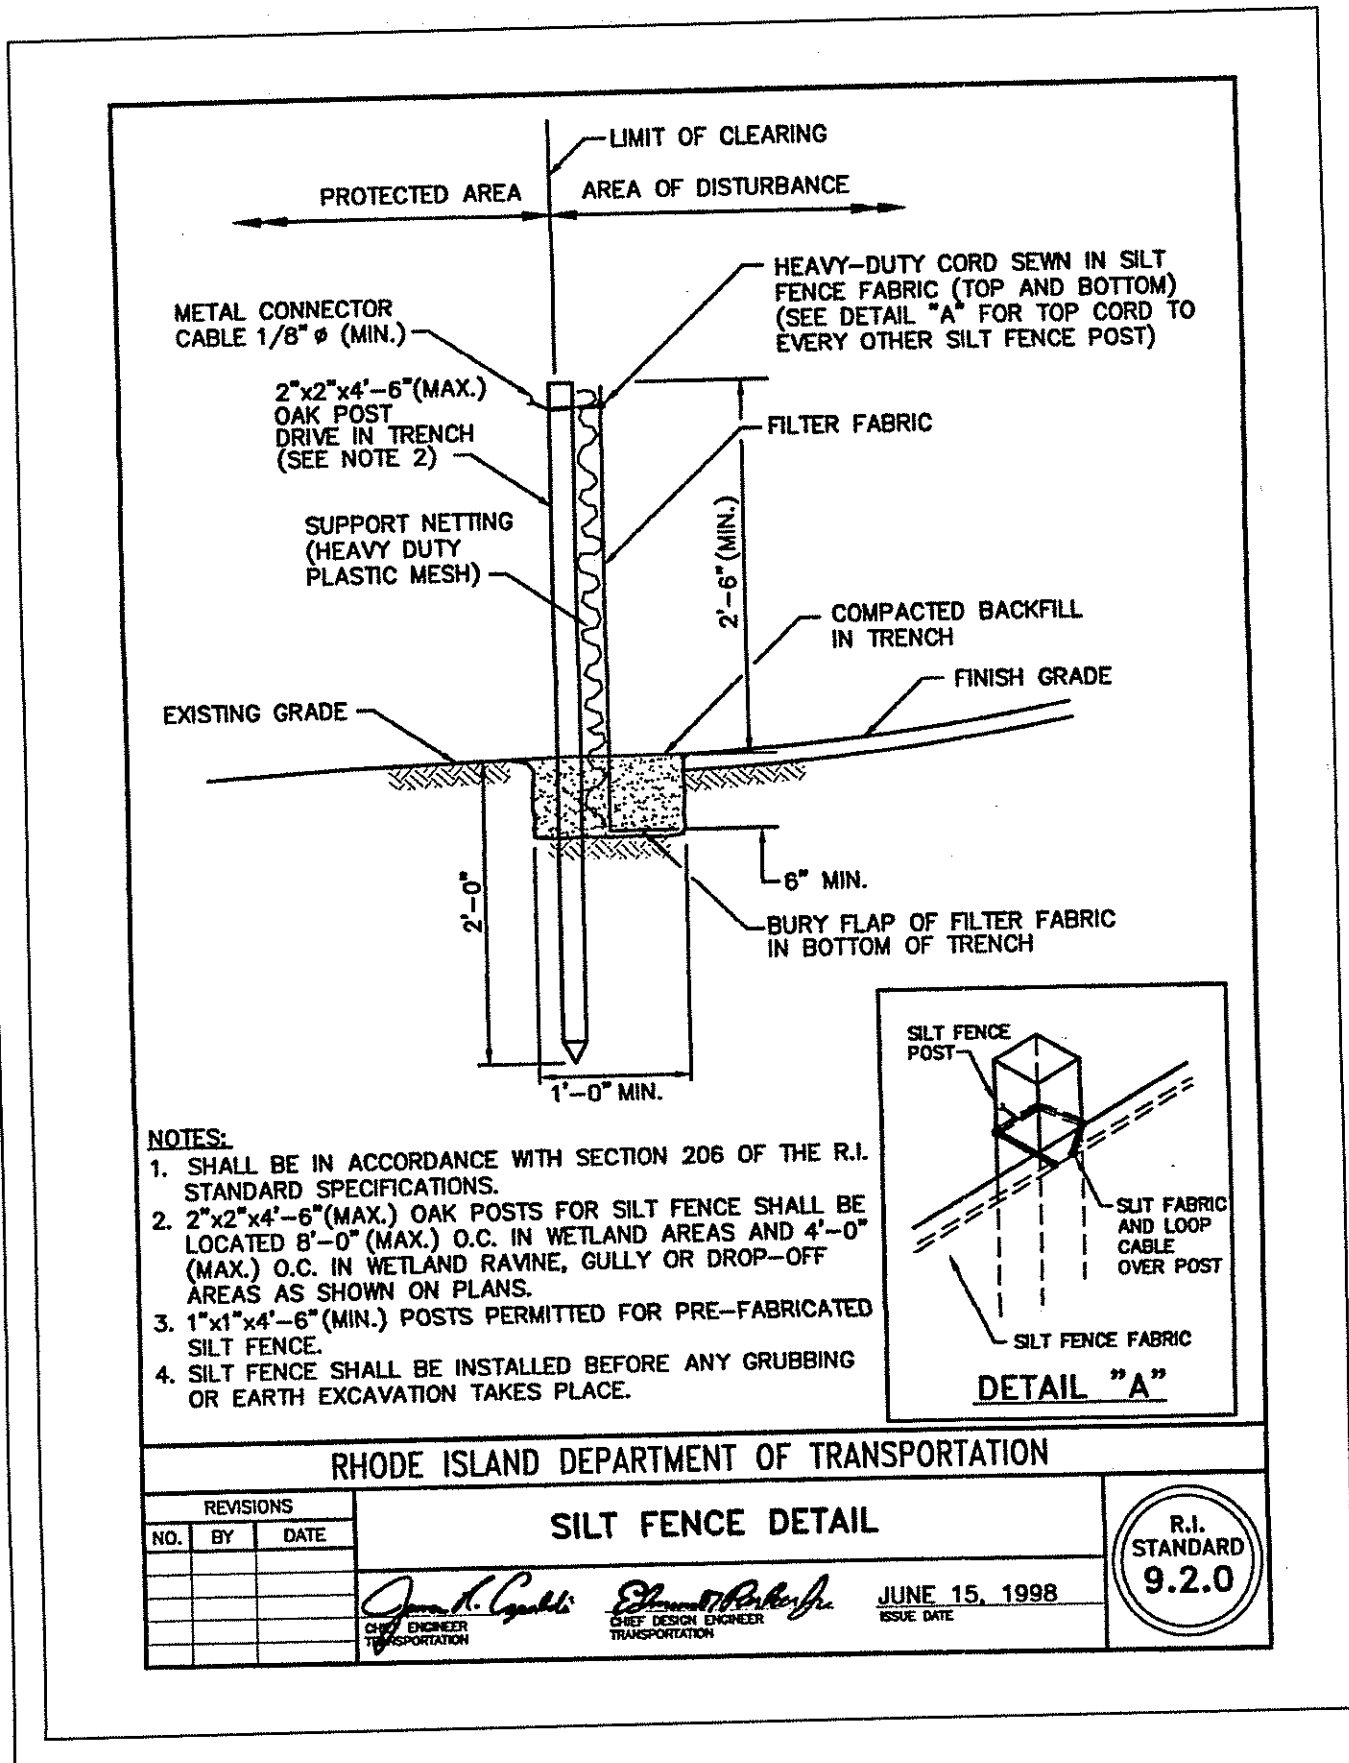 LIMIT OF CLEARING
PROTECTED AREA
AREA OF DISTURBANCE
HEAVY-DUTY CORD SEWN IN SILT
FENCE FABRIC (TOP AND BOTTOM)
(SEE DETAIL "A" FOR TOP CORD TO
EVERY OTHER SILT FENCE POST)
METAL CONNECTOR
CABLE 1/8" ø (MIN.)
2"x2"x4'-6"(MAX.)
OAK POST
DRIVE IN TRENCH
(SEE NOTE 2)
FILTER FABRIC
SUPPORT NETTING
(HEAVY DUTY
PLASTIC MESH)
2'-6"(MIN.)
COMPACTED BACKFILL
IN TRENCH
FINISH GRADE
EXISTING GRADE
6" MIN.
2'-0"
BURY FLAP OF FILTER FABRIC
IN BOTTOM OF TRENCH
1'-0" MIN.
SILT FENCE
POST
SLIT FABRIC
AND LOOP
CABLE
OVER POST
SILT FENCE FABRIC
DETAIL "A"
NOTES:
1. SHALL BE IN ACCORDANCE WITH SECTION 206 OF THE R.I.
STANDARD SPECIFICATIONS.
2. 2"x2"x4'-6"(MAX.) OAK POSTS FOR SILT FENCE SHALL BE
LOCATED 8'-0" (MAX.) O.C. IN WETLAND AREAS AND 4'-0"
(MAX.) O.C. IN WETLAND RAVINE, GULLY OR DROP-OFF
AREAS AS SHOWN ON PLANS.
3. 1"x1"x4'-6"(MIN.) POSTS PERMITTED FOR PRE-FABRICATED
SILT FENCE.
4. SILT FENCE SHALL BE INSTALLED BEFORE ANY GRUBBING
OR EARTH EXCAVATION TAKES PLACE.
RHODE ISLAND DEPARTMENT OF TRANSPORTATION
REVISIONS
NO. BY DATE
SILT FENCE DETAIL
CHIEF ENGINEER
TRANSPORTATION
CHIEF DESIGN ENGINEER
TRANSPORTATION
JUNE 15, 1998
ISSUE DATE
R.I.
STANDARD
9.2.0